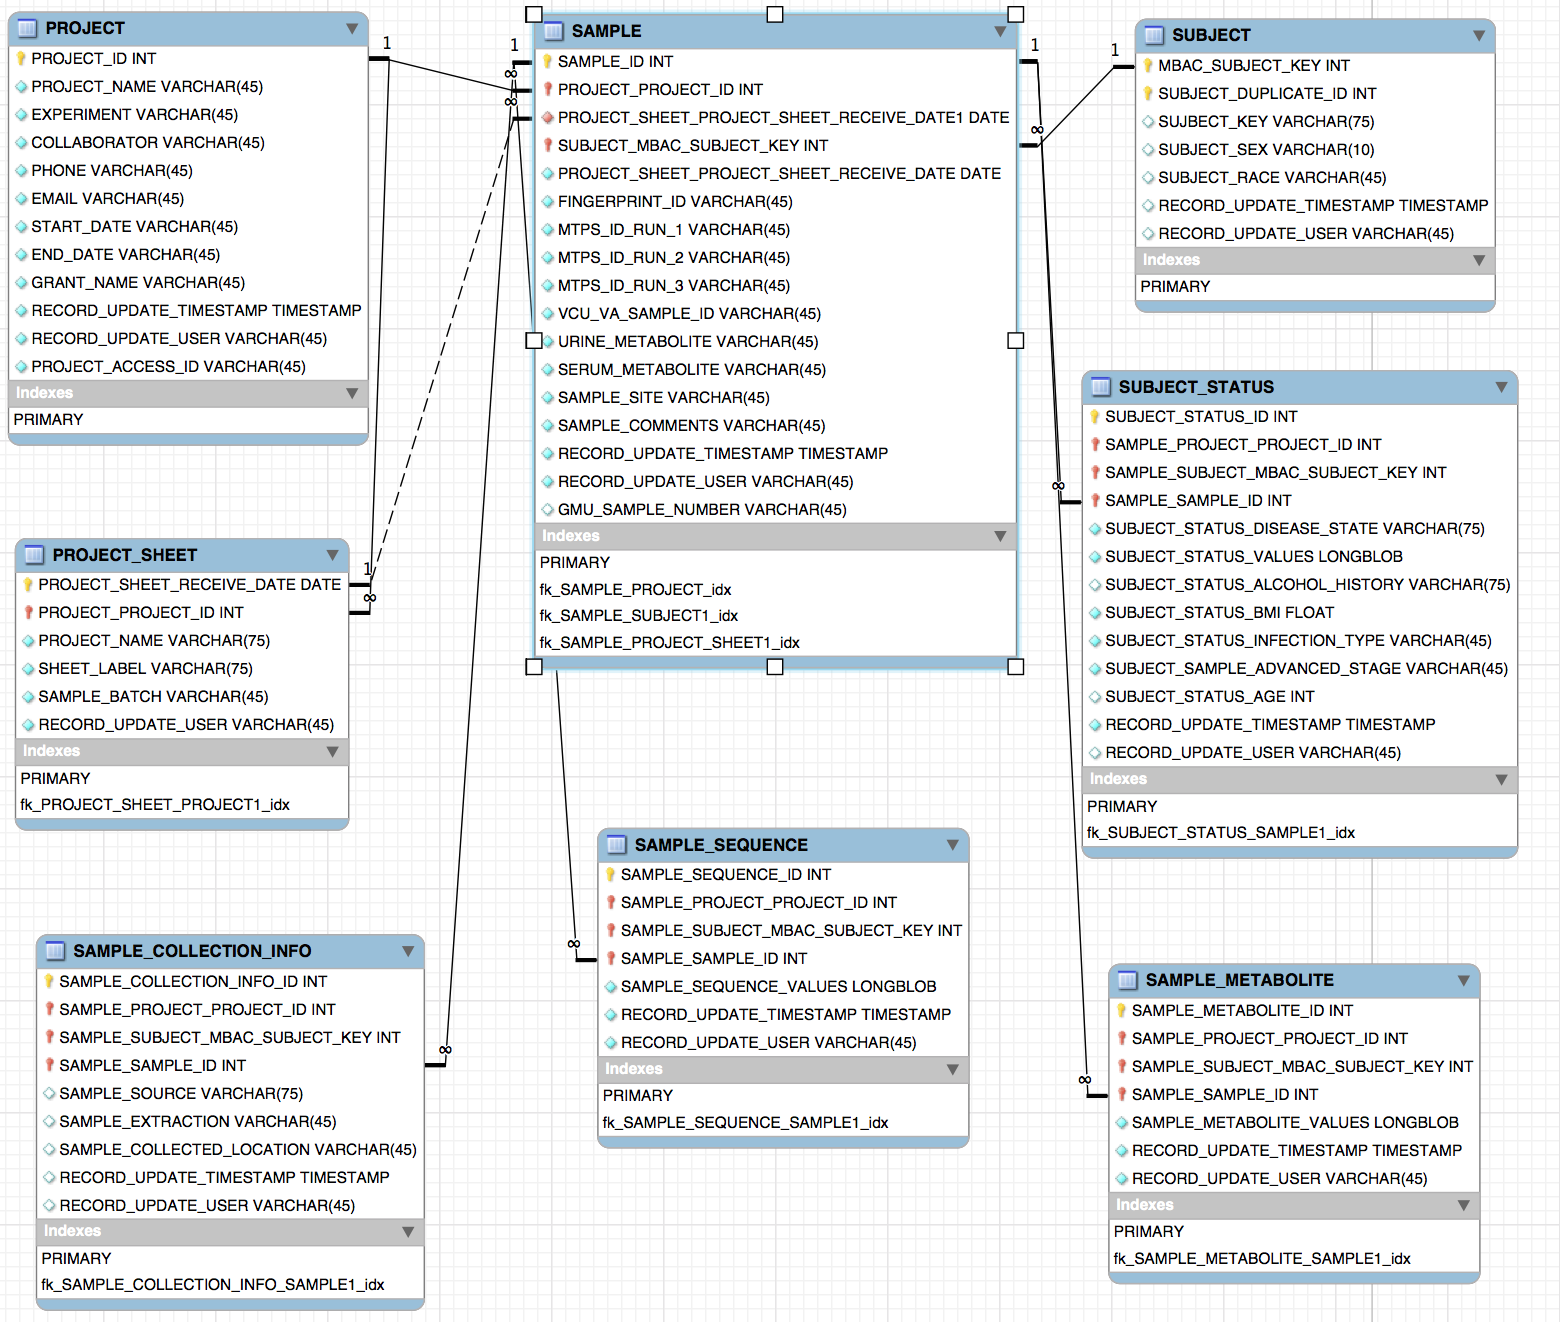 PROJECT
PROJECT_ID INT
PROJECT_NAME VARCHAR(45)
EXPERIMENT VARCHAR(45)
COLLABORATOR VARCHAR(45)
PHONE VARCHAR(45)
EMAIL VARCHAR(45)
START_DATE VARCHAR(45)
END_DATE VARCHAR(45)
GRANT_NAME VARCHAR(45)
RECORD_UPDATE_TIMESTAMP TIMESTAMP
RECORD_UPDATE_USER VARCHAR(45)
PROJECT_ACCESS_ID VARCHAR(45)
Indexes
PRIMARY
1
1
∞
∞
SAMPLE
SAMPLE_ID INT
PROJECT_PROJECT_ID INT
PROJECT_SHEET_PROJECT_SHEET_RECEIVE_DATE1 DATE
SUBJECT_MBAC_SUBJECT_KEY INT
PROJECT_SHEET_PROJECT_SHEET_RECEIVE_DATE DATE
FINGERPRINT_ID VARCHAR(45)
MTPS_ID_RUN_1 VARCHAR(45)
MTPS_ID_RUN_2 VARCHAR(45)
MTPS_ID_RUN_3 VARCHAR(45)
VCU_VA_SAMPLE_ID VARCHAR(45)
URINE_METABOLITE VARCHAR(45)
SERUM_METABOLITE VARCHAR(45)
SAMPLE_SITE VARCHAR(45)
SAMPLE_COMMENTS VARCHAR(45)
RECORD_UPDATE_TIMESTAMP TIMESTAMP
RECORD_UPDATE_USER VARCHAR(45)
GMU_SAMPLE_NUMBER VARCHAR(45)
Indexes
PRIMARY
fk_SAMPLE_PROJECT_idx
fk_SAMPLE_SUBJECT1_idx
fk_SAMPLE_PROJECT_SHEET1_idx
1
∞
1
SUBJECT
MBAC_SUBJECT_KEY INT
SUBJECT_DUPLICATE_ID INT
SUJBECT_KEY VARCHAR(75)
SUBJECT_SEX VARCHAR(10)
SUBJECT_RACE VARCHAR(45)
RECORD_UPDATE_TIMESTAMP TIMESTAMP
RECORD_UPDATE_USER VARCHAR(45)
Indexes
PRIMARY
∞
SUBJECT_STATUS
SUBJECT_STATUS_ID INT
SAMPLE_PROJECT_PROJECT_ID INT
SAMPLE_SUBJECT_MBAC_SUBJECT_KEY INT
SAMPLE_SAMPLE_ID INT
SUBJECT_STATUS_DISEASE_STATE VARCHAR(75)
SUBJECT_STATUS_VALUES LONGBLOB
SUBJECT_STATUS_ALCOHOL_HISTORY VARCHAR(75)
SUBJECT_STATUS_BMI FLOAT
SUBJECT_STATUS_INFECTION_TYPE VARCHAR(45)
SUBJECT_SAMPLE_ADVANCED_STAGE VARCHAR(45)
SUBJECT_STATUS_AGE INT
RECORD_UPDATE_TIMESTAMP TIMESTAMP
RECORD_UPDATE_USER VARCHAR(45)
Indexes
PRIMARY
fk_SUBJECT_STATUS_SAMPLE1_idx
PROJECT_SHEET
PROJECT_SHEET_RECEIVE_DATE DATE
PROJECT_PROJECT_ID INT
PROJECT_NAME VARCHAR(75)
SHEET_LABEL VARCHAR(75)
SAMPLE_BATCH VARCHAR(45)
RECORD_UPDATE_USER VARCHAR(45)
Indexes
PRIMARY
fk_PROJECT_SHEET_PROJECT1_idx
1
∞
SAMPLE_SEQUENCE
SAMPLE_SEQUENCE_ID INT
SAMPLE_PROJECT_PROJECT_ID INT
SAMPLE_SUBJECT_MBAC_SUBJECT_KEY INT
SAMPLE_SAMPLE_ID INT
SAMPLE_SEQUENCE_VALUES LONGBLOB
RECORD_UPDATE_TIMESTAMP TIMESTAMP
RECORD_UPDATE_USER VARCHAR(45)
Indexes
PRIMARY
fk_SAMPLE_SEQUENCE_SAMPLE1_idx
∞
SAMPLE_COLLECTION_INFO
SAMPLE_COLLECTION_INFO_ID INT
SAMPLE_PROJECT_PROJECT_ID INT
SAMPLE_SUBJECT_MBAC_SUBJECT_KEY INT
SAMPLE_SAMPLE_ID INT
SAMPLE_SOURCE VARCHAR(75)
SAMPLE_EXTRACTION VARCHAR(45)
SAMPLE_COLLECTED_LOCATION VARCHAR(45)
RECORD_UPDATE_TIMESTAMP TIMESTAMP
RECORD_UPDATE_USER VARCHAR(45)
Indexes
PRIMARY
fk_SAMPLE_COLLECTION_INFO_SAMPLE1_idx
∞
∞
SAMPLE_METABOLITE
SAMPLE_METABOLITE_ID INT
SAMPLE_PROJECT_PROJECT_ID INT
SAMPLE_SUBJECT_MBAC_SUBJECT_KEY INT
SAMPLE_SAMPLE_ID INT
SAMPLE_METABOLITE_VALUES LONGBLOB
RECORD_UPDATE_TIMESTAMP TIMESTAMP
RECORD_UPDATE_USER VARCHAR(45)
Indexes
PRIMARY
fk_SAMPLE_METABOLITE_SAMPLE1_idx